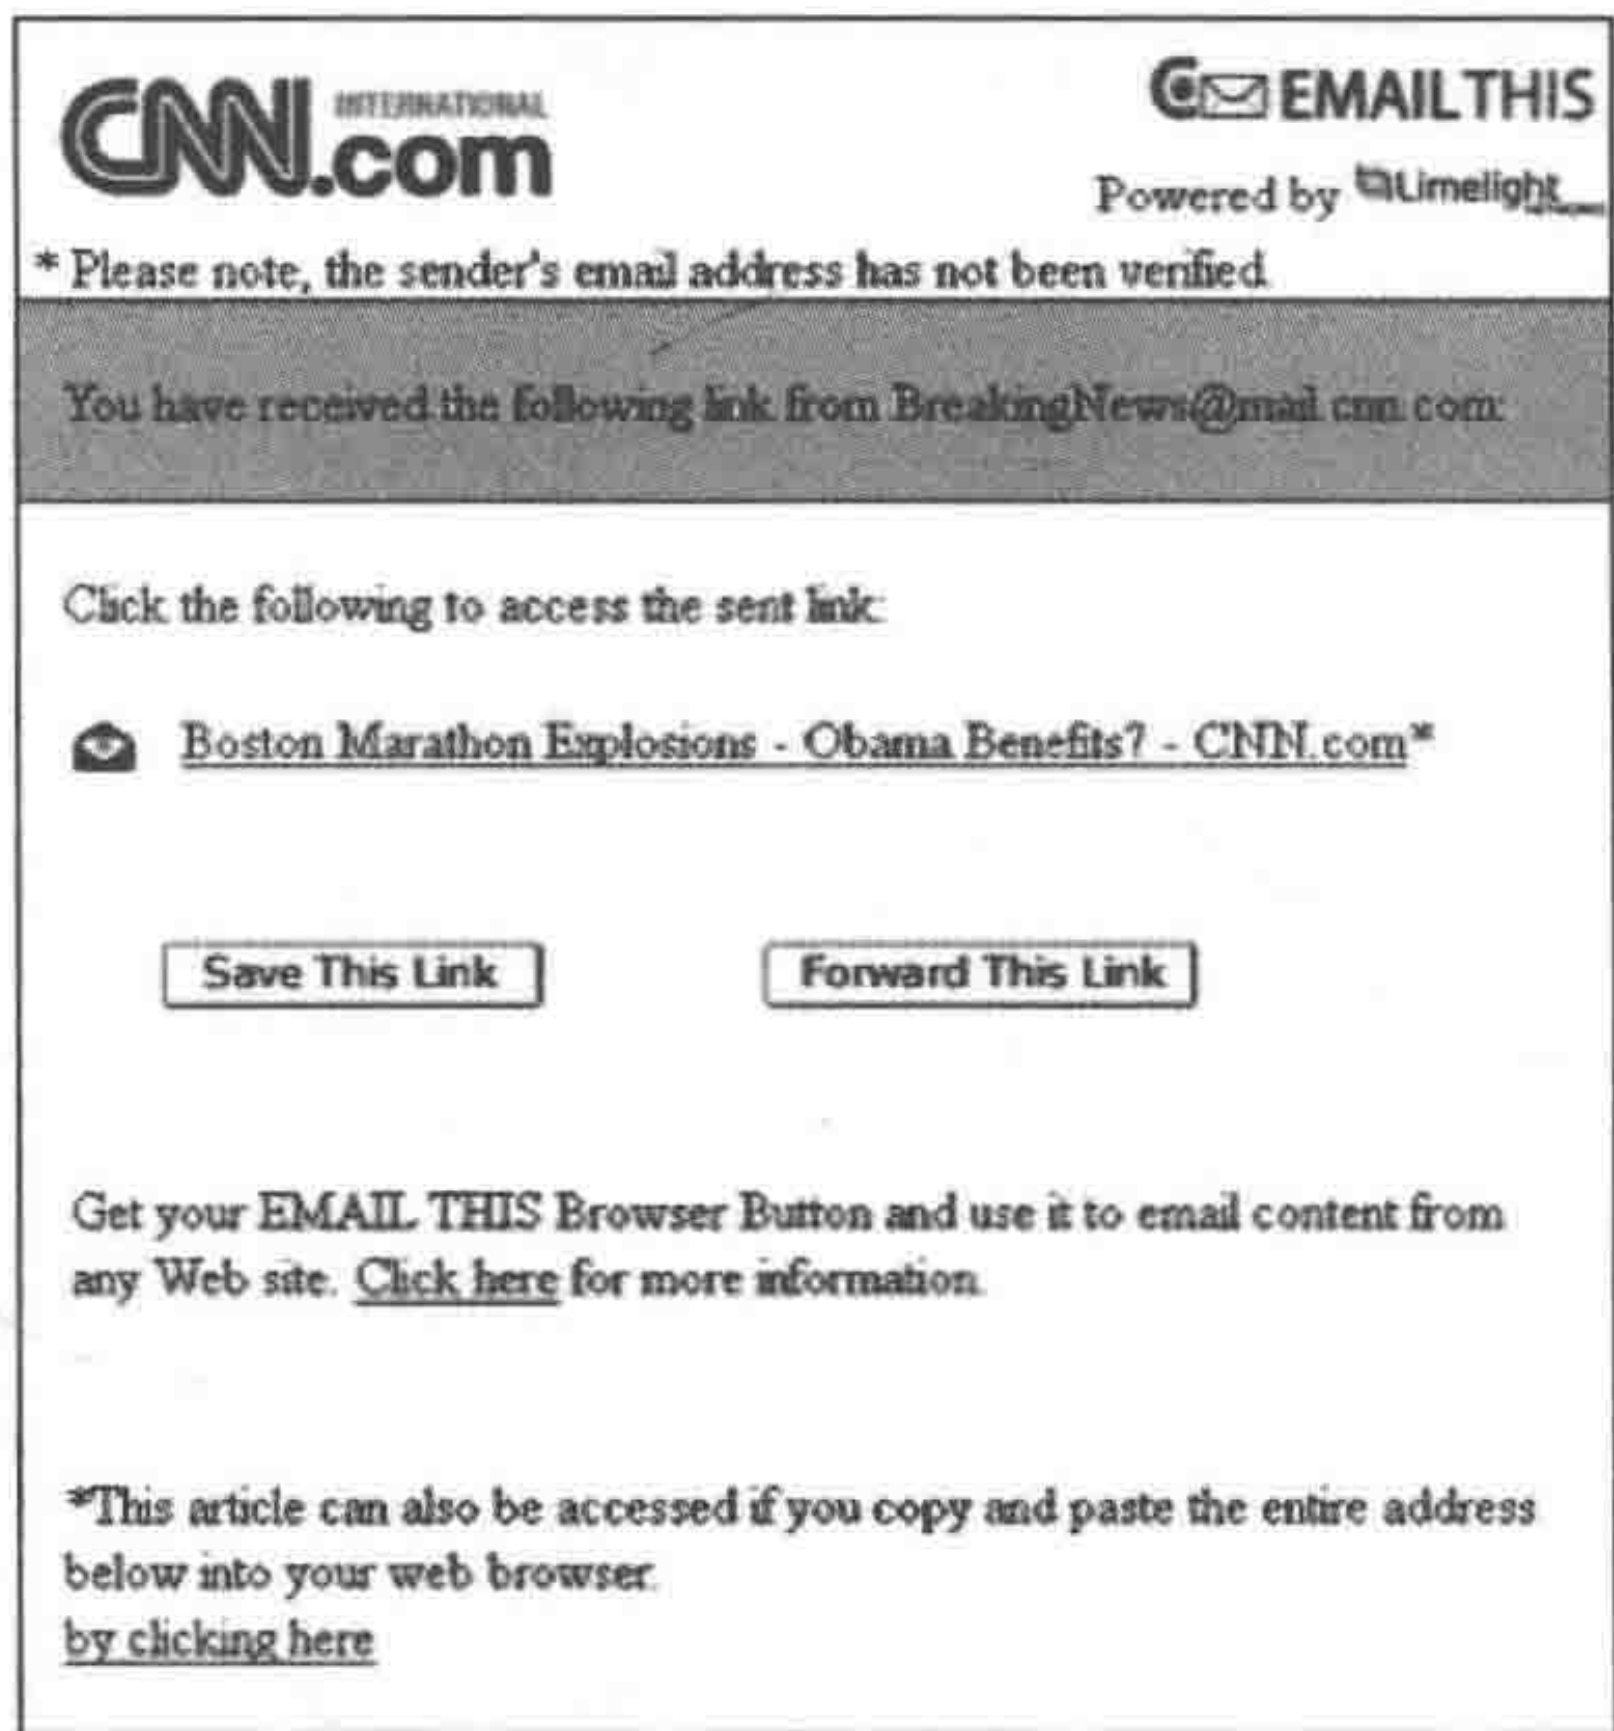 CNN.com INTERNATIONAL
EMAIL THIS
Powered by Limelight
* Please note, the sender's email address has not been verified.
You have received the following link from BreakingNews@mail.cnn.com:
Click the following to access the sent link:
Boston Marathon Explosions - Obama Benefits? - CNN.com*
Save This Link
Forward This Link
Get your EMAIL THIS Browser Button and use it to email content from
any Web site. Click here for more information.
*This article can also be accessed if you copy and paste the entire address
below into your web browser.
by clicking here